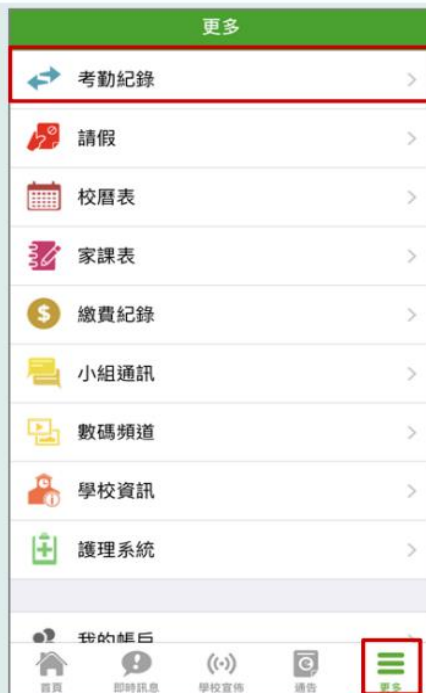 更多
考勤紀錄
請假
校曆表
家課表
繳費紀錄
小組通訊
數碼頻道
學校資訊
護理系統
我的帳戶
首頁
即時訊息
學校宣佈
通告
更多